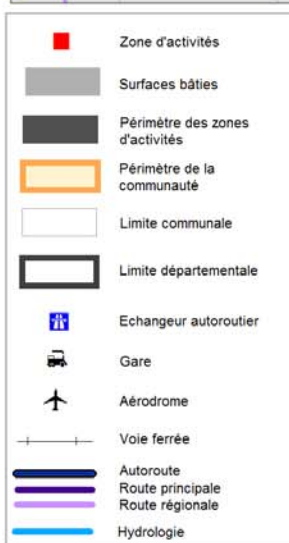 Zone d'activités
Surfaces bâties
Périmètre des zones
d'activités
Périmètre de la
communauté
Limite communale
Limite départementale
Echangeur autoroutier
Gare
Aérodrome
Voie ferrée
Autoroute
Route principale
Route régionale
Hydrologie